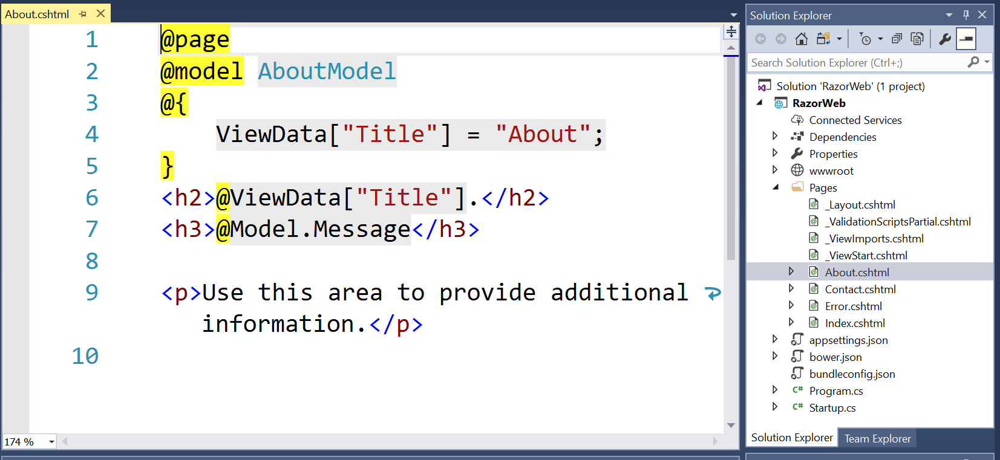 About.cshtml
1 @page
2 @model AboutModel
3 @{
4 ViewData["Title"] = "About";
5 }
6 <h2>@ViewData["Title"].</h2>
7 <h3>@Model.Message</h3>
8
9 <p>Use this area to provide additional
information.</p>
10
174 %
Solution Explorer
Search Solution Explorer (Ctrl+;)
Solution 'RazorWeb' (1 project)
RazorWeb
Connected Services
Dependencies
Properties
wwwroot
Pages
_Layout.cshtml
_ValidationScriptsPartial.cshtml
_ViewImports.cshtml
_ViewStart.cshtml
About.cshtml
Contact.cshtml
Error.cshtml
Index.cshtml
appsettings.json
bower.json
bundleconfig.json
C# Program.cs
C# Startup.cs
Solution Explorer Team Explorer